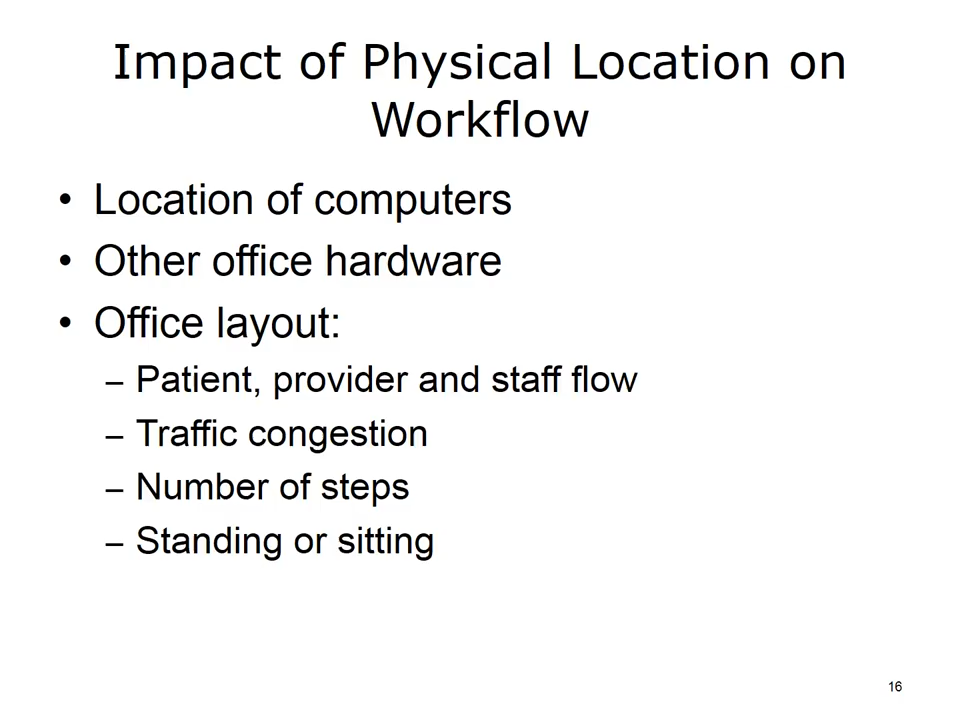 Impact of Physical Location on
Workflow
• Location of computers
• Other office hardware
• Office layout:
– Patient, provider and staff flow
– Traffic congestion
– Number of steps
– Standing or sitting
16